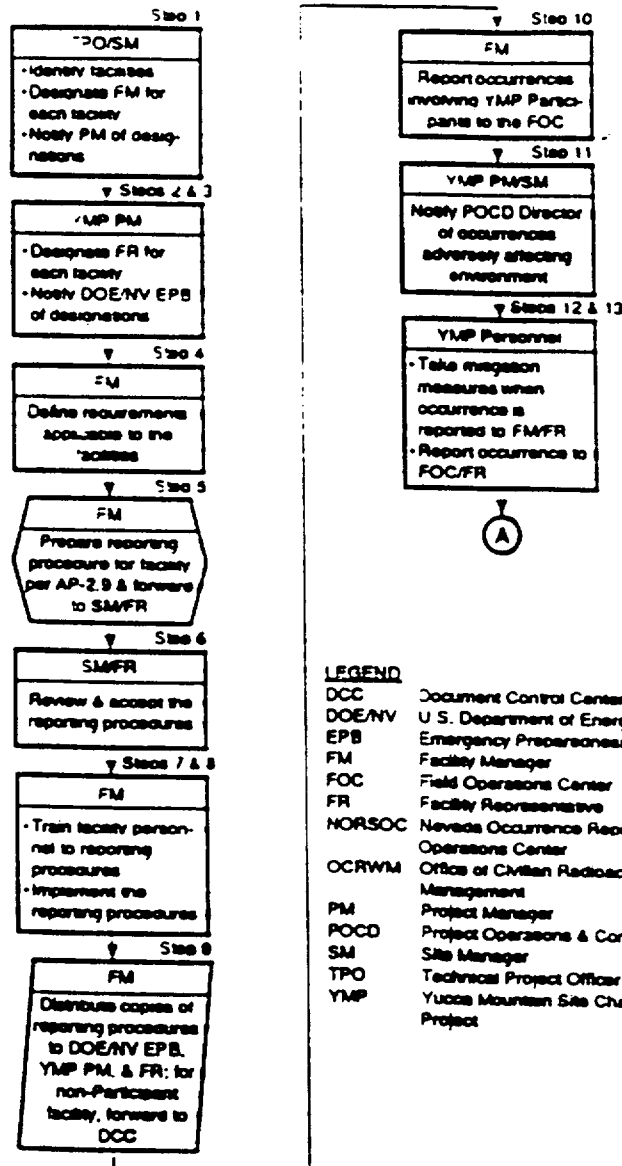 Step 1
TPO/SM
• Identify facilities
• Designate FM for
each facility
• Notify PM of desig-
nations
Steps 2 & 3
YMP PM
• Designate FR for
each facility
• Notify DOE/NV EPB
of designations
Step 4
FM
Define requirements
applicable to the
facilities
Step 5
FM
Prepare reporting
procedure for facility
per AP-2.9 & forward
to SM/FR
Step 6
SM/FR
Review & accept the
reporting procedures
Steps 7 & 8
FM
• Train facility person-
nel to reporting
procedures
• Implement the
reporting procedures
Step 9
FM
Distribute copies of
reporting procedures
to DOE/NV EPB,
YMP PM, & FR; for
non-Participant
facility, forward to
DCC
Step 10
FM
Report occurrences
involving YMP Partici-
pants to the FOC
Step 11
YMP PM/SM
Notify POCD Director
of occurrences
adversely affecting
environment
Steps 12 & 13
YMP Personnel
• Take mitigation
measures when
occurrence is
reported to FM/FR
• Report occurrence to
FOC/FR
A
LEGEND
DCC Document Control Center
DOE/NV U.S. Department of Energ
EPB Emergency Preparednes
FM Facility Manager
FOC Field Operations Center
FR Facility Representative
NORSOC Nevada Occurrence Repo
Operations Center
OCRWM Office of Civilian Radioac
Management
PM Project Manager
POCD Project Operations & Con
SM Site Manager
TPO Technical Project Officer
YMP Yucca Mountain Site Cha
Project